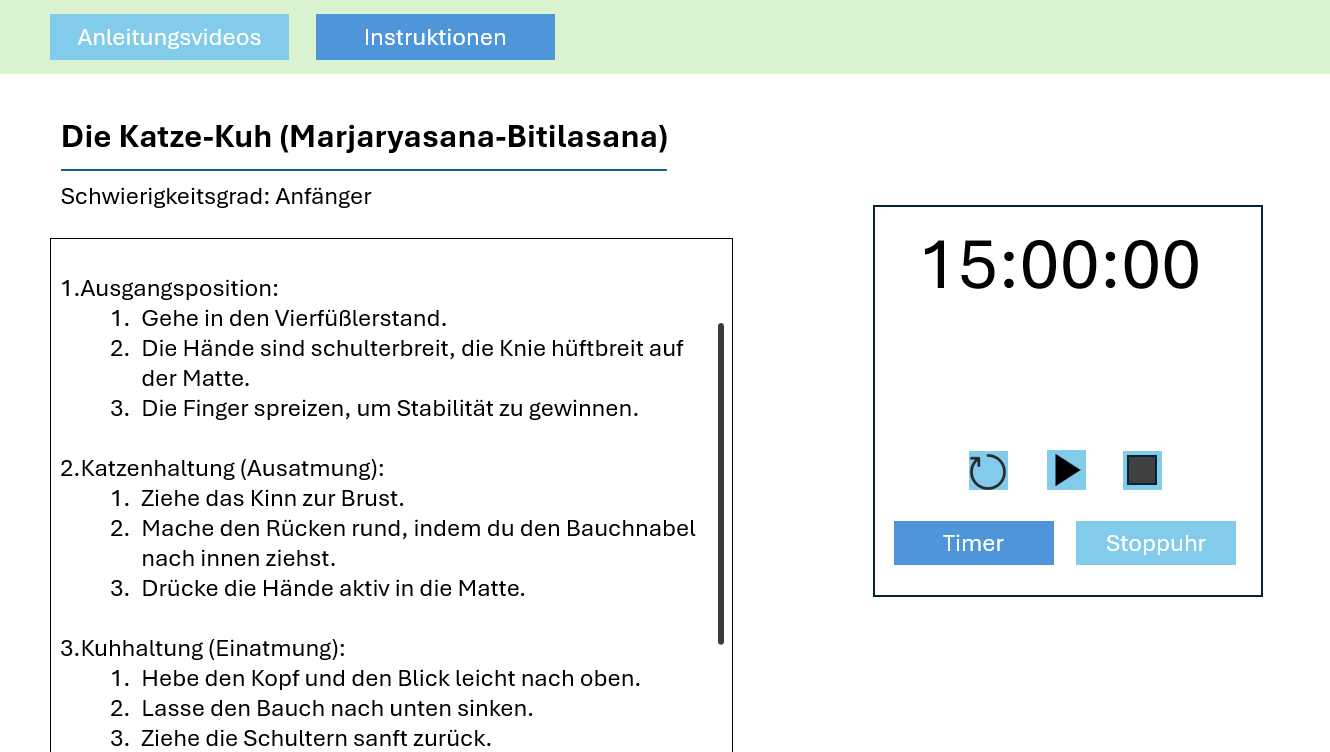 Anleitungsvideos
Instruktionen
Die Katze-Kuh (Marjaryasana-Bitilasana)
Schwierigkeitsgrad: Anfänger
1.Ausgangsposition:
1. Gehe in den Vierfüßlerstand.
2. Die Hände sind schulterbreit, die Knie hüftbreit auf
der Matte.
3. Die Finger spreizen, um Stabilität zu gewinnen.
2.Katzenhaltung (Ausatmung):
1. Ziehe das Kinn zur Brust.
2. Mache den Rücken rund, indem du den Bauchnabel
nach innen ziehst.
3. Drücke die Hände aktiv in die Matte.
3.Kuhhaltung (Einatmung):
1. Hebe den Kopf und den Blick leicht nach oben.
2. Lasse den Bauch nach unten sinken.
3. Ziehe die Schultern sanft zurück.
15:00:00
Timer
Stoppuhr